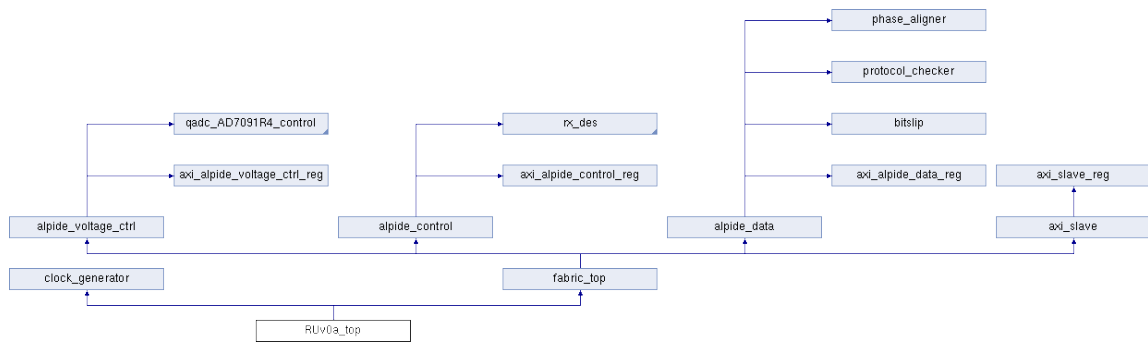 phase_aligner
protocol_checker
qadc_AD7091R4_control
rx_des
bitslip
axi_alpide_voltage_ctrl_reg
axi_alpide_control_reg
axi_alpide_data_reg
axi_slave_reg
alpide_voltage_ctrl
alpide_control
alpide_data
axi_slave
clock_generator
fabric_top
RUv0a_top